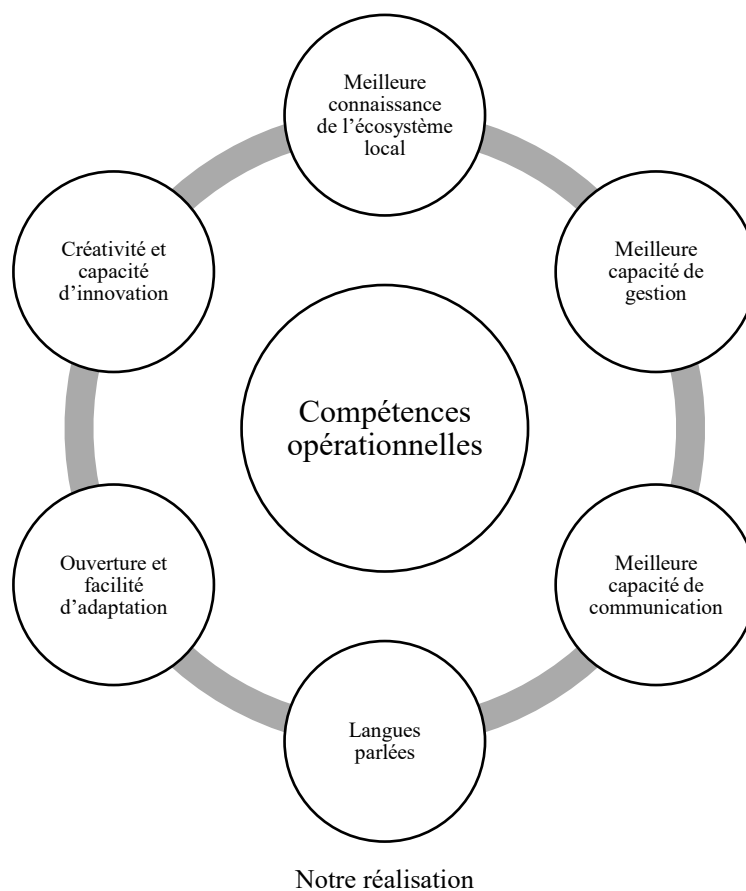 Meilleure
connaissance
de l’écosystème
local
Créativité et
capacité
d’innovation
Meilleure
capacité de
gestion
Compétences
opérationnelles
Ouverture et
facilité
d’adaptation
Meilleure
capacité de
communication
Langues
parlées
Notre réalisation